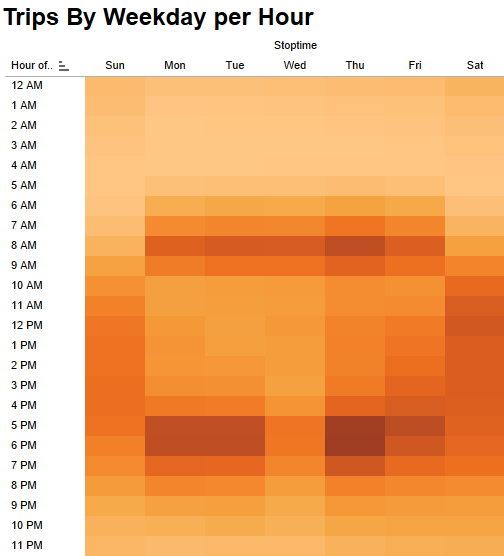 Trips By Weekday per Hour
Stoptime
Hour of.. Sun Mon Tue Wed Thu Fri Sat
12 AM
1 AM
2 AM
3 AM
4 AM
5 AM
6 AM
7 AM
8 AM
9 AM
10 AM
11 AM
12 PM
1 PM
2 PM
3 PM
4 PM
5 PM
6 PM
7 PM
8 PM
9 PM
10 PM
11 PM